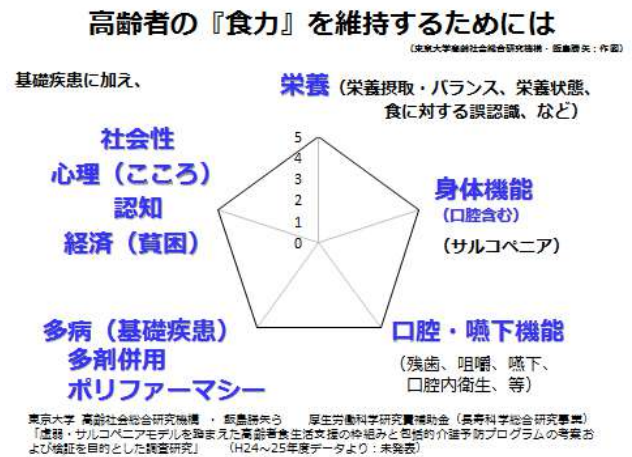 高齢者の『食力』を維持するためには
(東京大学高齢社会総合研究機構・飯島勝矢：作図)
基礎疾患に加え、
栄養（栄養摂取・バランス、栄養状態、
食に対する誤認識、など）
社会性
心理（こころ）
認知
経済（貧困）
5
4
3
2
1
0
身体機能
（口腔含む）
（サルコペニア）
多病（基礎疾患）
多剤併用
ポリファーマシー
口腔・嚥下機能
（残歯、咀嚼、嚥下、
口腔内衛生、等）
東京大学 高齢社会総合研究機構 ・ 飯島勝矢ら 厚生労働科学研究費補助金（長寿科学総合研究事業）
「虚弱・サルコペニアモデルを踏まえた高齢者食生活支援の枠組みと包括的介護予防プログラムの考案お
よび検証を目的とした調査研究」 （H24～25年度データより：未発表）